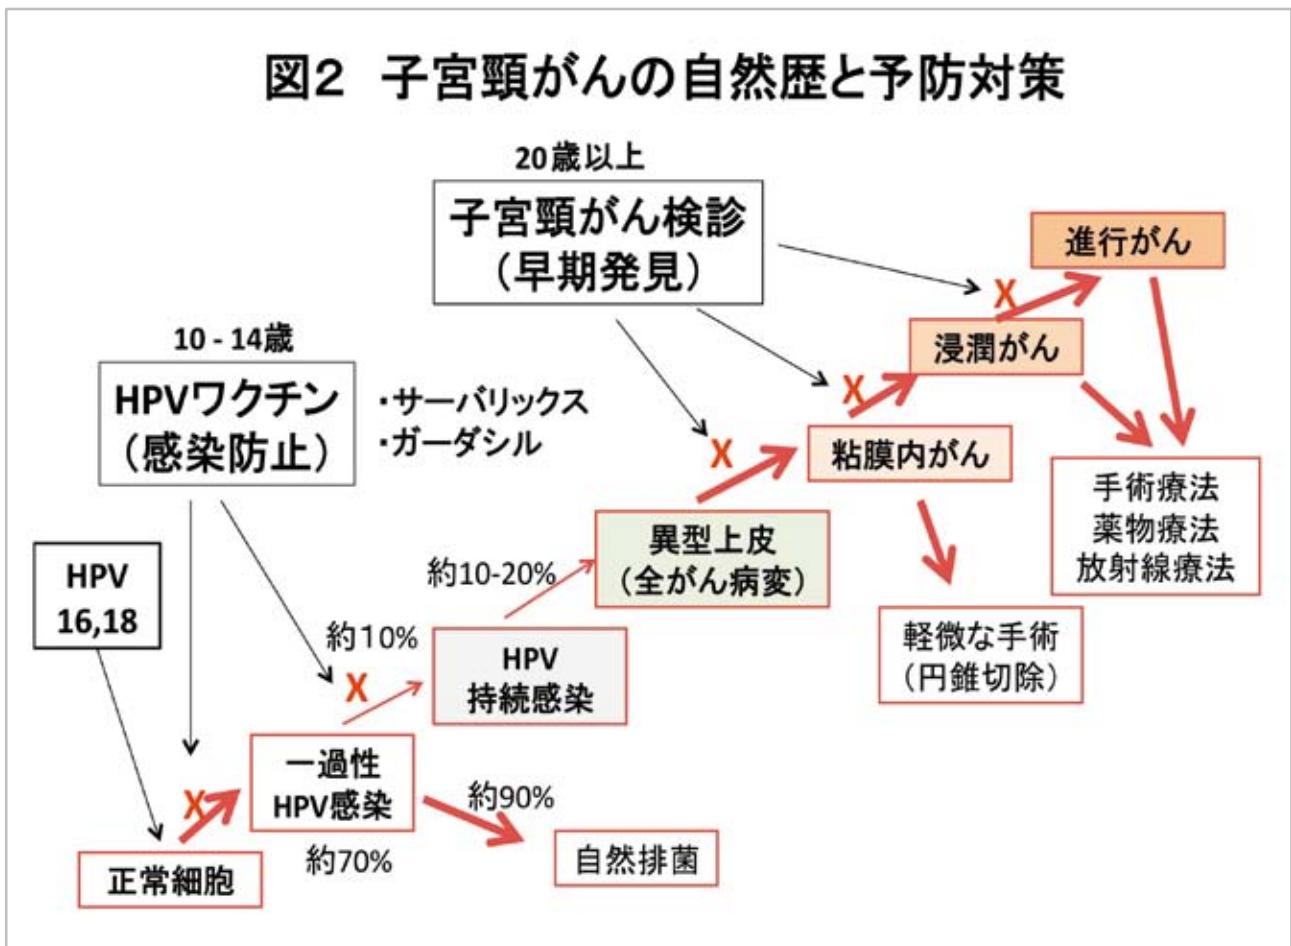 図2 子宮頸がんの自然歴と予防対策
20歳以上
子宮頸がん検診
（早期発見）
進行がん
浸潤がん
10 - 14歳
HPVワクチン
（感染防止）
・サーバリックス
・ガーダシル
X
X
X
粘膜内がん
手術療法
薬物療法
放射線療法
異型上皮
（全がん病変）
約10-20%
HPV
16,18
約10%
X
HPV
持続感染
軽微な手術
（円錐切除）
一過性
HPV感染
X
約90%
約70%
自然排菌
正常細胞